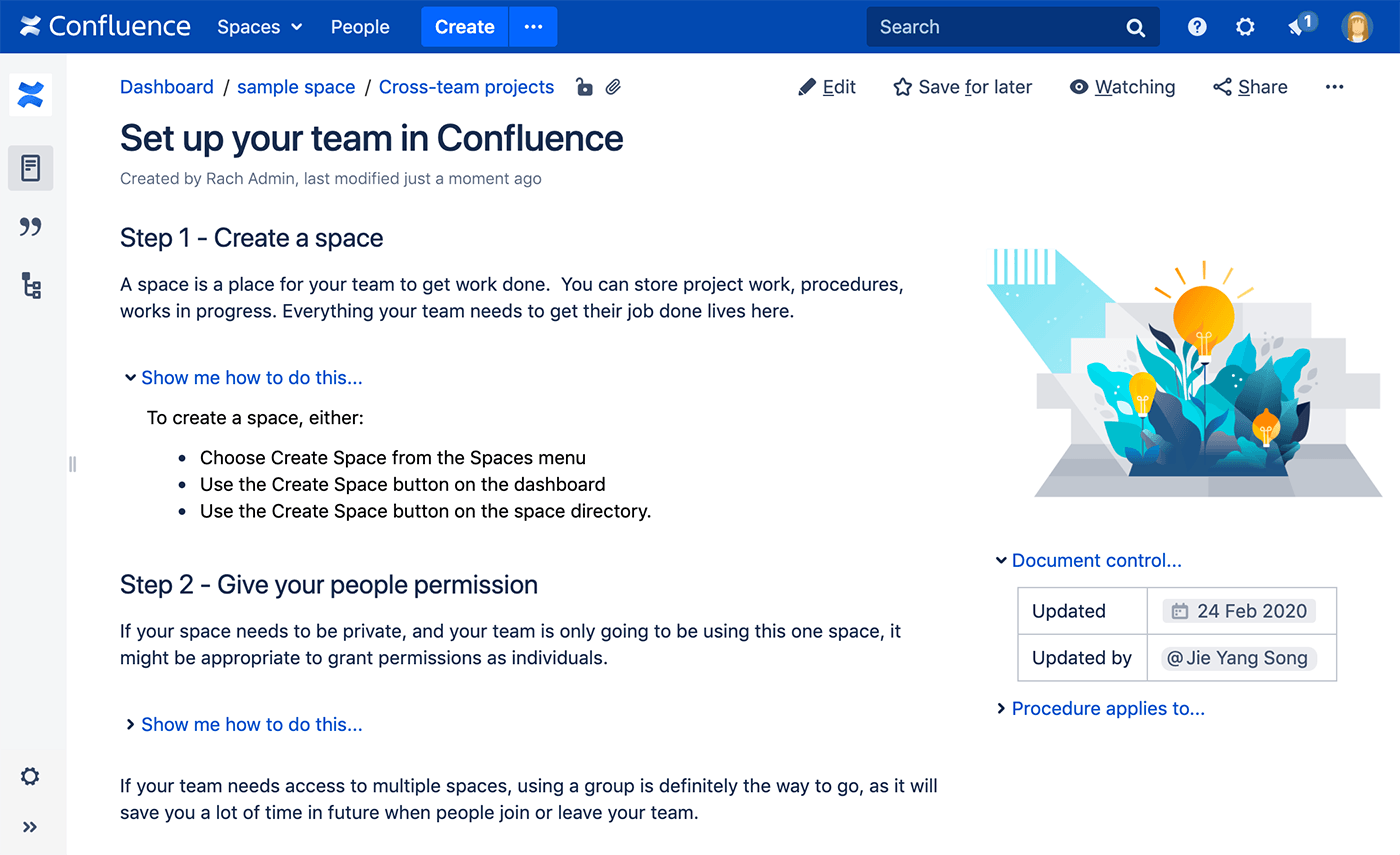 Confluence Spaces People Create ••• Search 1
Dashboard / sample space / Cross-team projects Edit Save for later Watching Share •••
Set up your team in Confluence
Created by Rach Admin, last modified just a moment ago
Step 1 - Create a space
A space is a place for your team to get work done.  You can store project work, procedures,
works in progress. Everything your team needs to get their job done lives here.
Show me how to do this...
To create a space, either:
• Choose Create Space from the Spaces menu
• Use the Create Space button on the dashboard
• Use the Create Space button on the space directory.
Step 2 - Give your people permission
If your space needs to be private, and your team is only going to be using this one space, it
might be appropriate to grant permissions as individuals.
Show me how to do this...
If your team needs access to multiple spaces, using a group is definitely the way to go, as it will
save you a lot of time in future when people join or leave your team.
Document control...
Updated 24 Feb 2020
Updated by @Jie Yang Song
Procedure applies to...